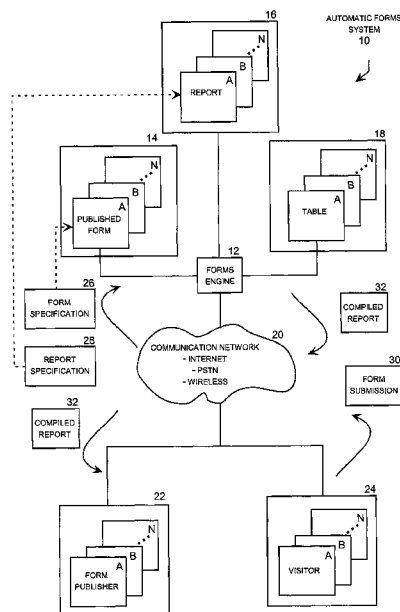 16
AUTOMATIC FORMS
SYSTEM
10
N
B
A
REPORT
14
N
B
A
PUBLISHED
FORM
18
N
B
A
TABLE
12
FORMS
ENGINE
26
FORM
SPECIFICATION
28
REPORT
SPECIFICATION
32
COMPILED
REPORT
20
COMMUNICATION NETWORK
- INTERNET
- PSTN
- WIRELESS
30
FORM
SUBMISSION
32
COMPILED
REPORT
22
N
B
A
FORM
PUBLISHER
24
N
B
A
VISITOR